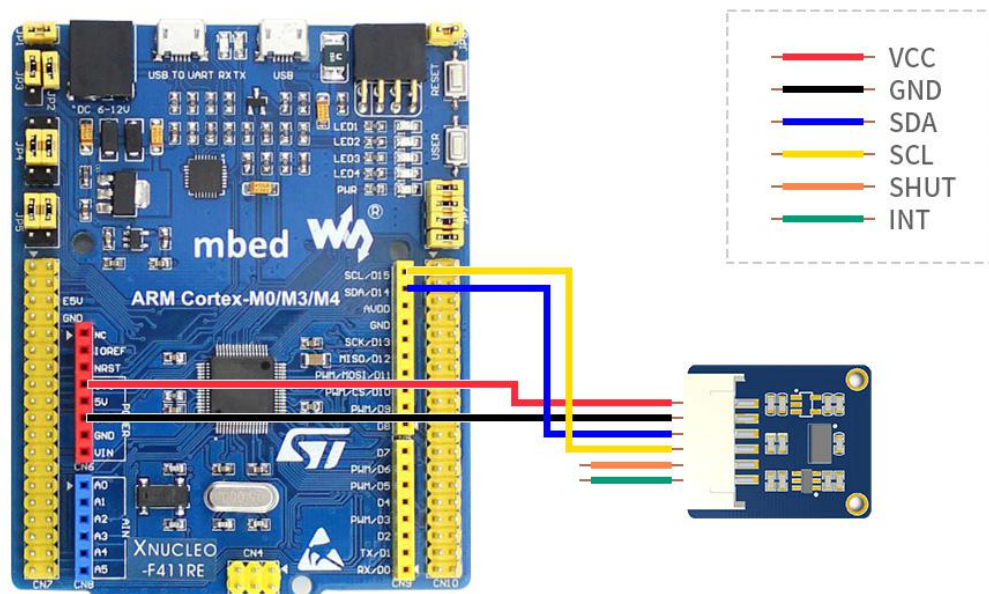 VCC
GND
SDA
SCL
SHUT
INT
JP1
JP3
JP2
JP4
JP5
USB TO UART RX TX
USB
DC 6-12V
RESET
USER
LED1
LED2
LED3
LED4
PWR
mbed
®
ARM Cortex-M0/M3/M4
E5V
GND
NC
IOREF
NRST
5V
GND
VIN
CN6
A0
A1
A2
A3
A4
A5
AIN
CN7
CN8
SCL/D15
SDA/D14
AVDD
GND
SCK/D13
MISO/D12
PWM/MOSI/D11
PWM/CS/D10
PWM/D9
D8
D7
PWM/D6
PWM/D5
D4
PWM/D3
D2
TX/D1
RX/D0
CN9
CN10
CN4
ST
XNUCLEO
-F411RE